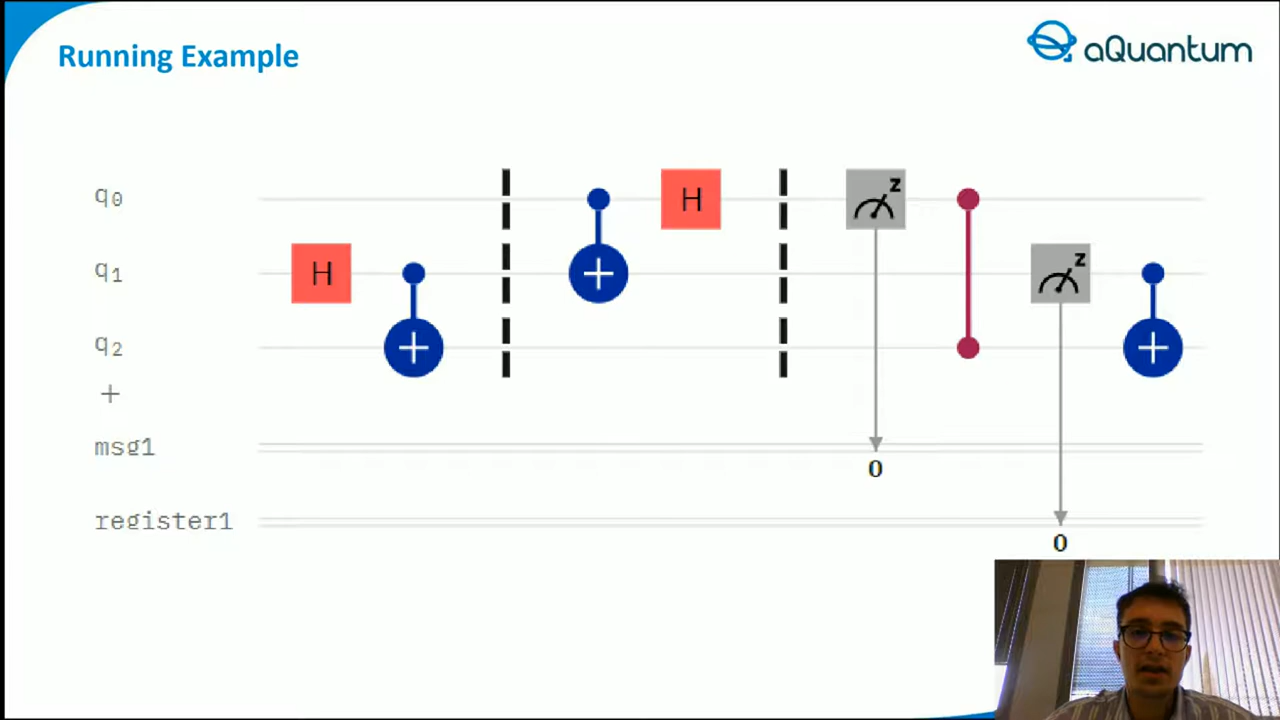 Running Example
aQuantum
q0
H
z
q1
H
z
q2
+
msg1
0
register1
0